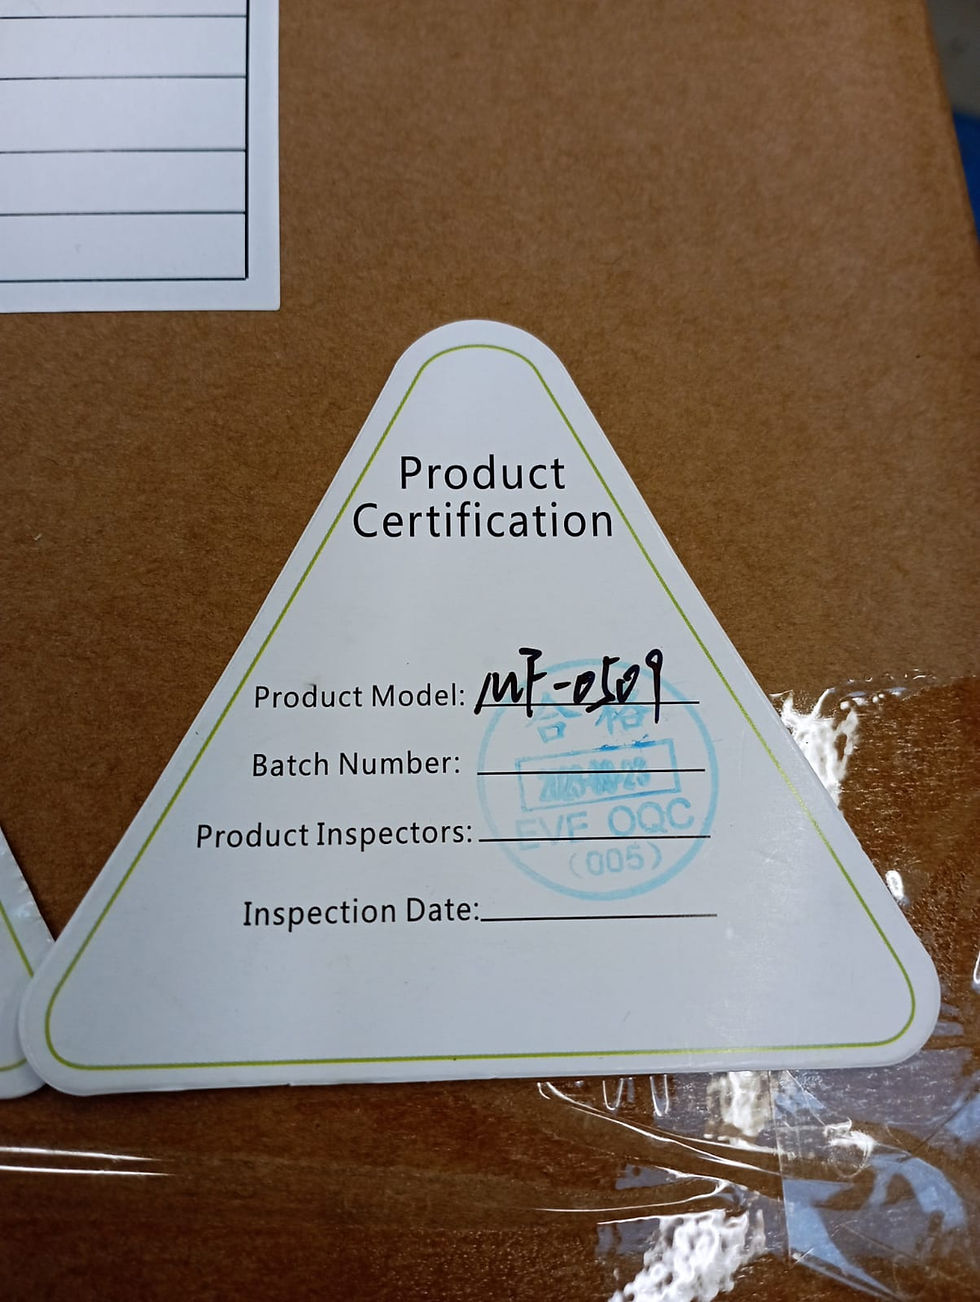 Product
Certification
Product Model: MF-0509
合格
Batch Number:
Product Inspectors:
EVE OQC
(005)
Inspection Date: